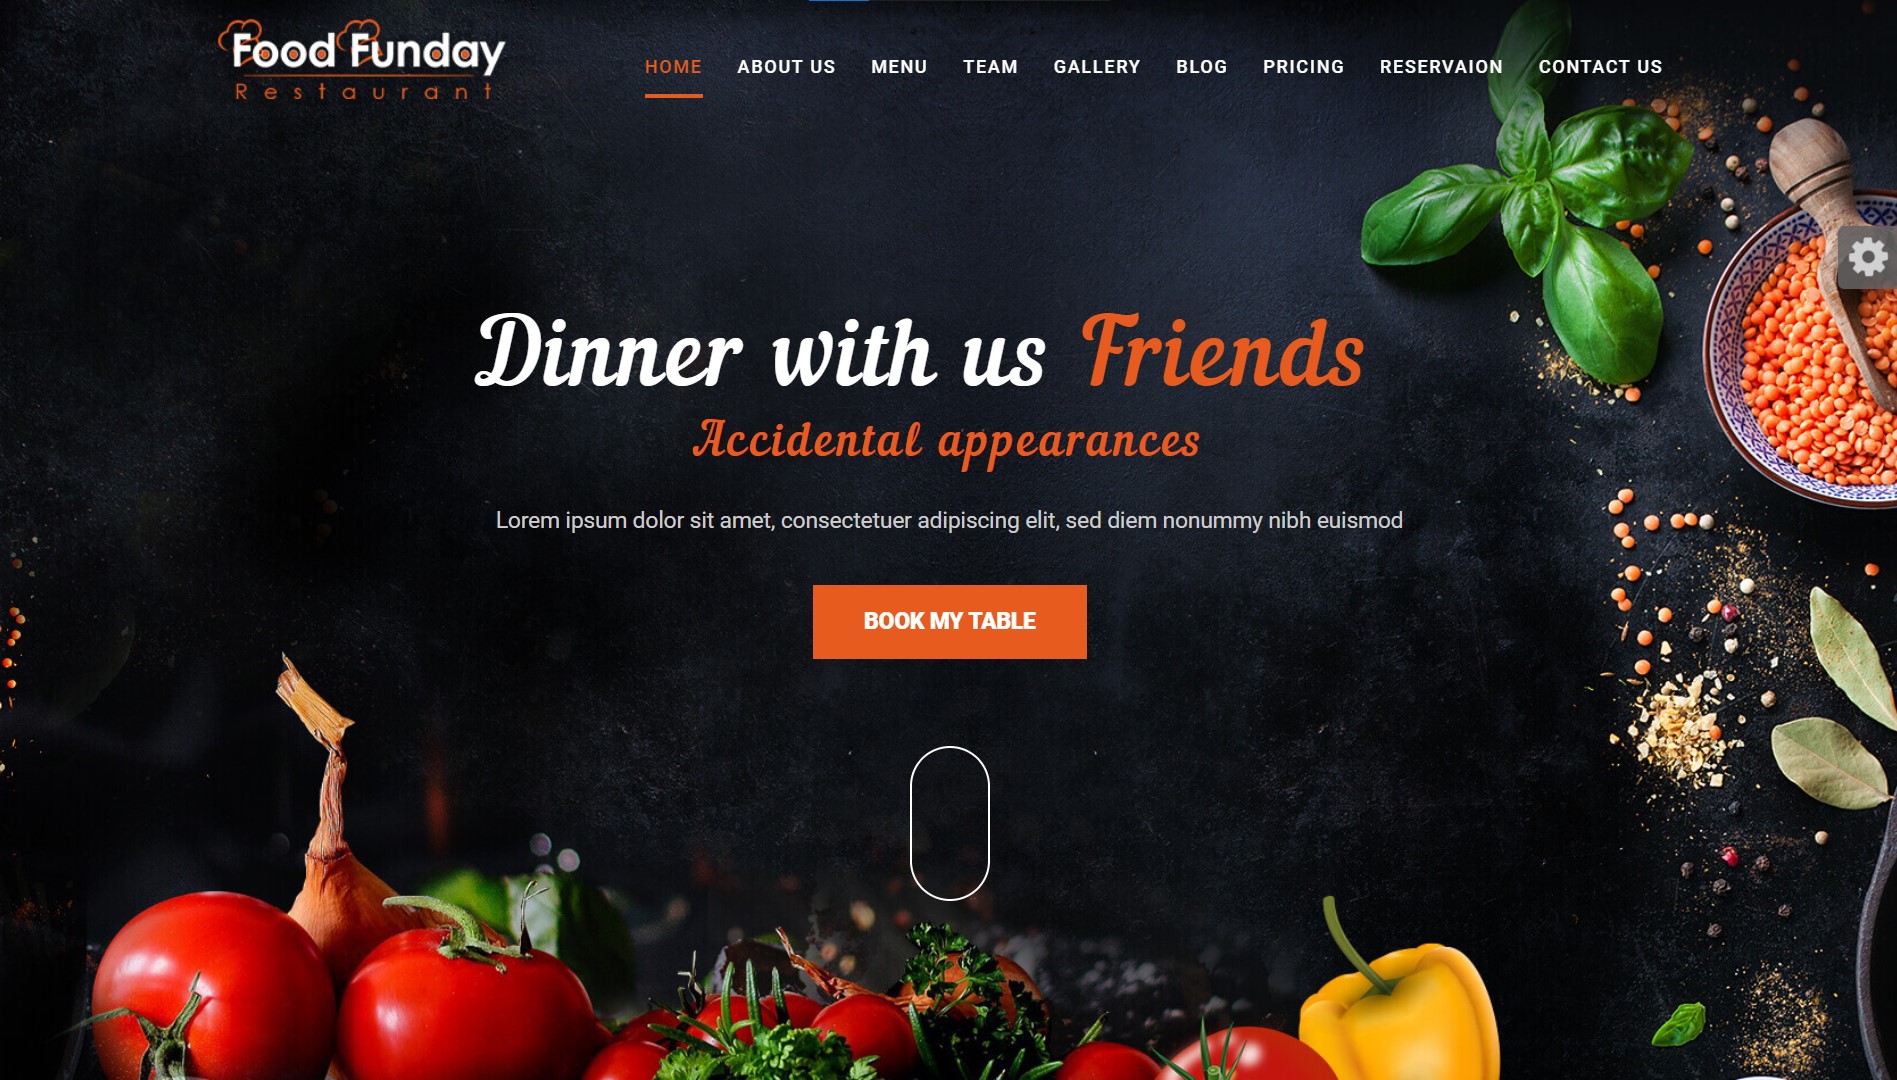 Food Funday
Restaurant
HOME ABOUT US MENU TEAM GALLERY BLOG PRICING RESERVAION CONTACT US
Dinner with us Friends
Accidental appearances
Lorem ipsum dolor sit amet, consectetuer adipiscing elit, sed diem nonummy nibh euismod
BOOK MY TABLE